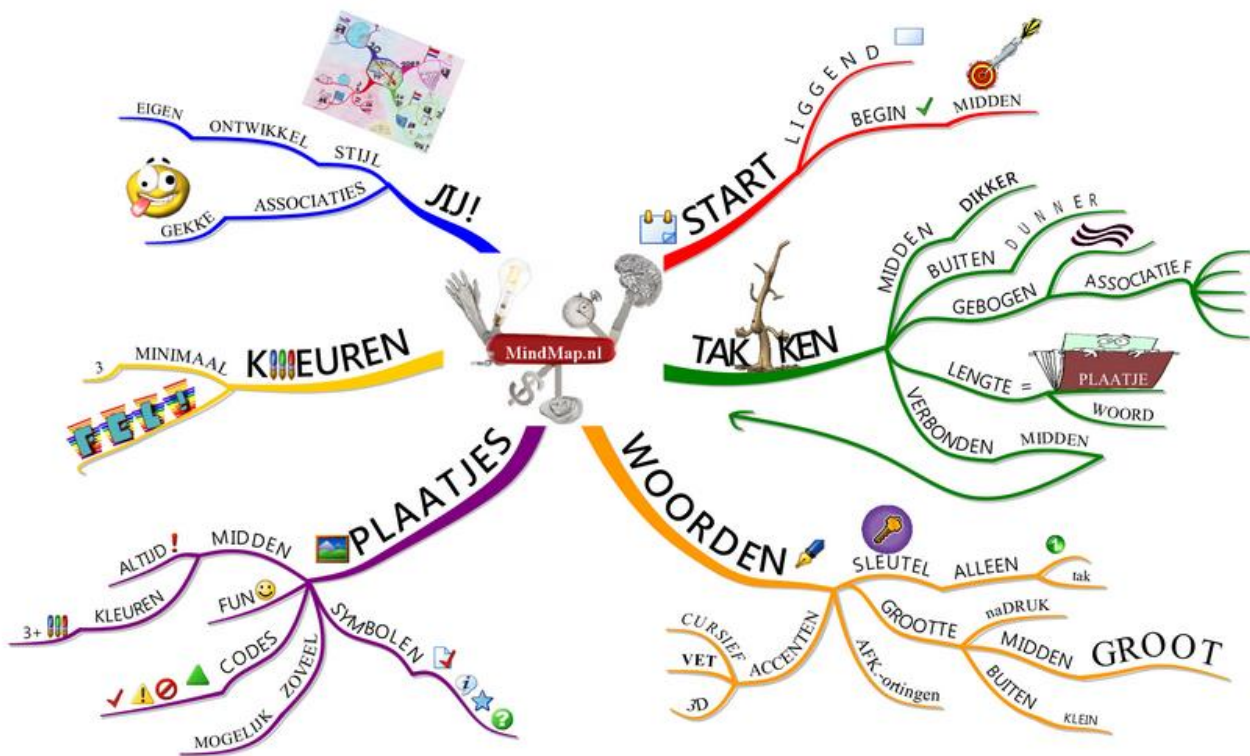 MindMap.nl
START
LIGGEND
BEGIN
MIDDEN
TAKKEN
MIDDEN
DIKKER
BUITEN
DUNNER
GEBOGEN
ASSOCIATIEF
LENGTE =
PLAATJE
WOORD
VERBONDEN
MIDDEN
WOORDEN
SLEUTEL
ALLEEN
1
tak
GROOTTE
naDRUK
MIDDEN
GROOT
BUITEN
KLEIN
AFK.-ortingen
ACCENTEN
CURSIEF
VET
3D
PLAATJES
MIDDEN
ALTIJD!
KLEUREN
3+
FUN
CODES
ZOVEEL
MOGELIJK
SYMBOLEN
KLEUREN
MINIMAAL
3
FEL!
JIJ!
STIJL
ONTWIKKEL
EIGEN
ASSOCIATIES
GEKKE